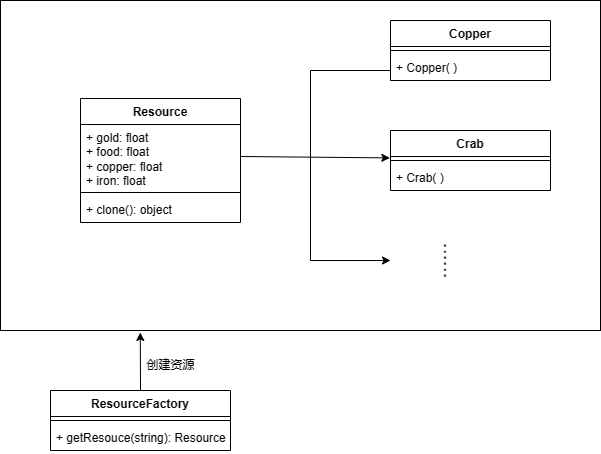 Copper
+ Copper( )
Resource
+ gold: float
+ food: float
+ copper: float
+ iron: float
+ clone(): object
Crab
+ Crab( )
创建资源
ResourceFactory
+ getResouce(string): Resource